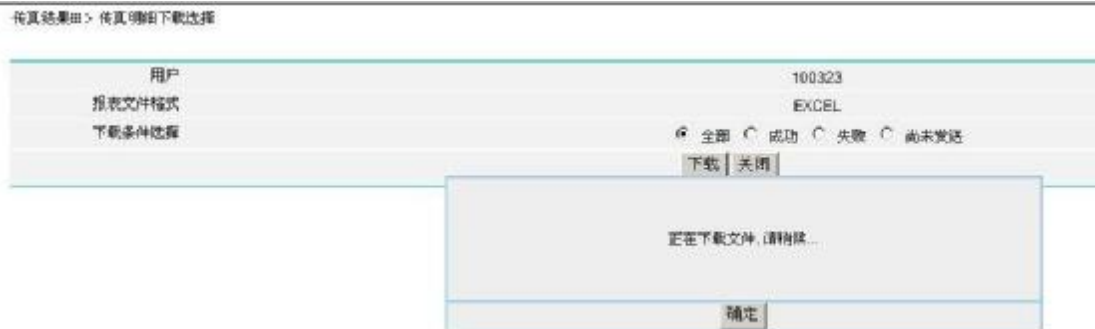 传真结果 > 传真明细下载选择
用户 100323
报表文件格式 EXCEL
下载条件选择 全部 成功 失败 尚未发送
下载 关闭
正在下载文件,请稍候...
确定